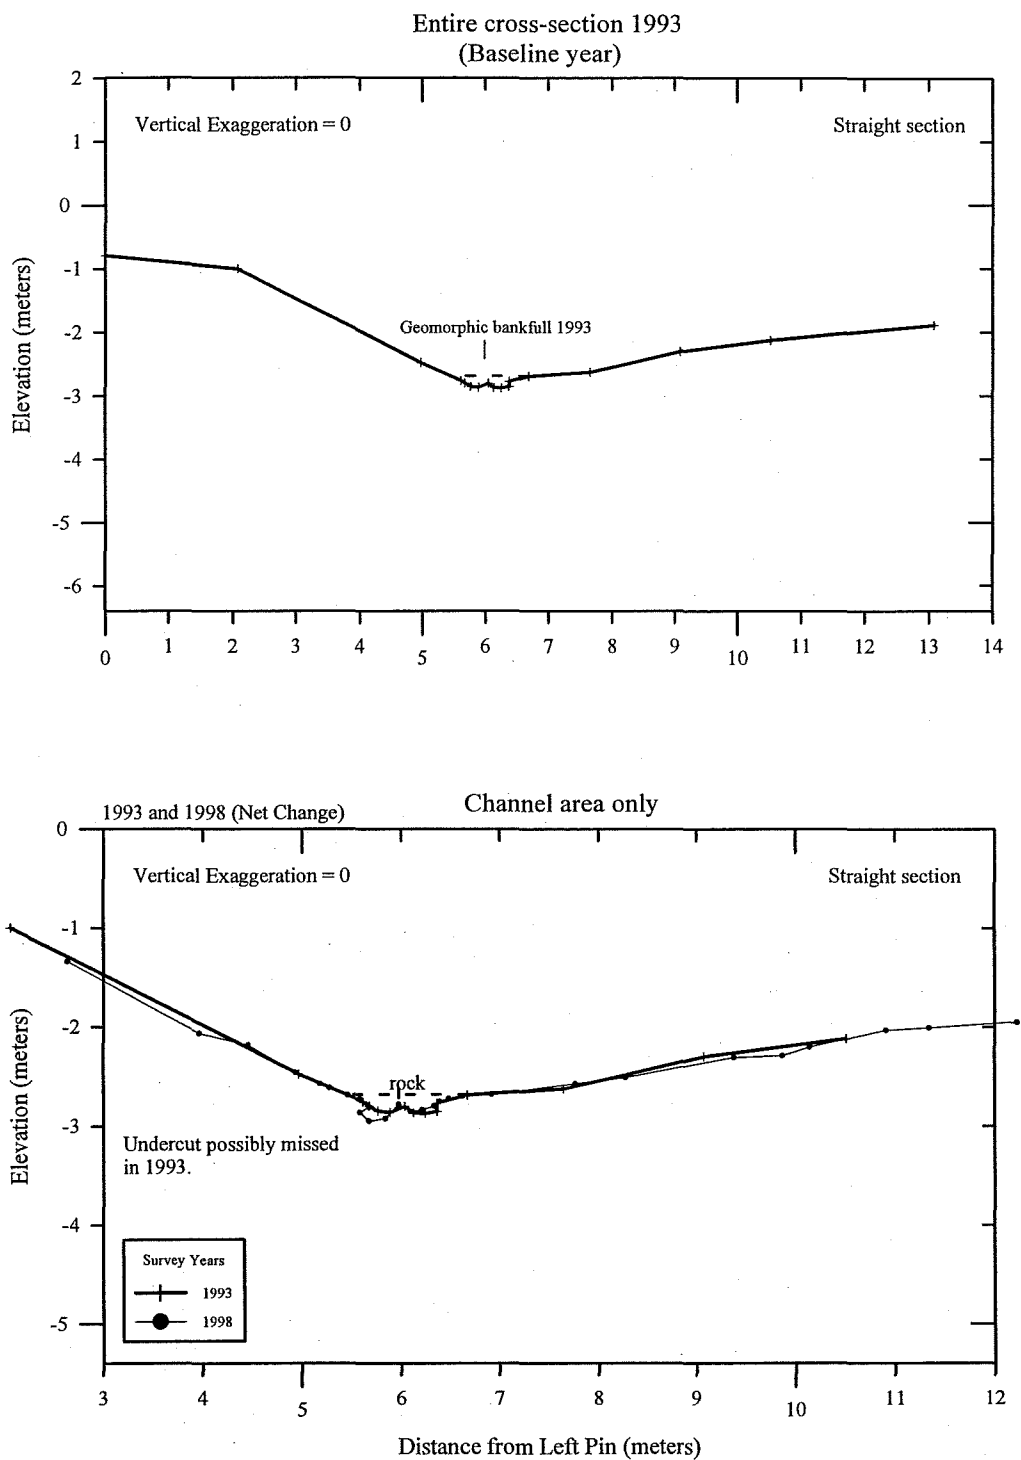 Entire cross-section 1993
(Baseline year)
2
Vertical Exaggeration = 0
Straight section
1
0
-1
Elevation (meters)
Geomorphic bankfull 1993
-2
-3
-4
-5
-6
0
1
2
3
4
5
6
7
8
9
10
11
12
13
14
1993 and 1998 (Net Change)
Channel area only
0
Vertical Exaggeration = 0
Straight section
-1
-2
Elevation (meters)
rock
-3
Undercut possibly missed
in 1993.
-4
Survey Years
1993
1998
-5
3
4
5
6
7
8
9
10
11
12
Distance from Left Pin (meters)